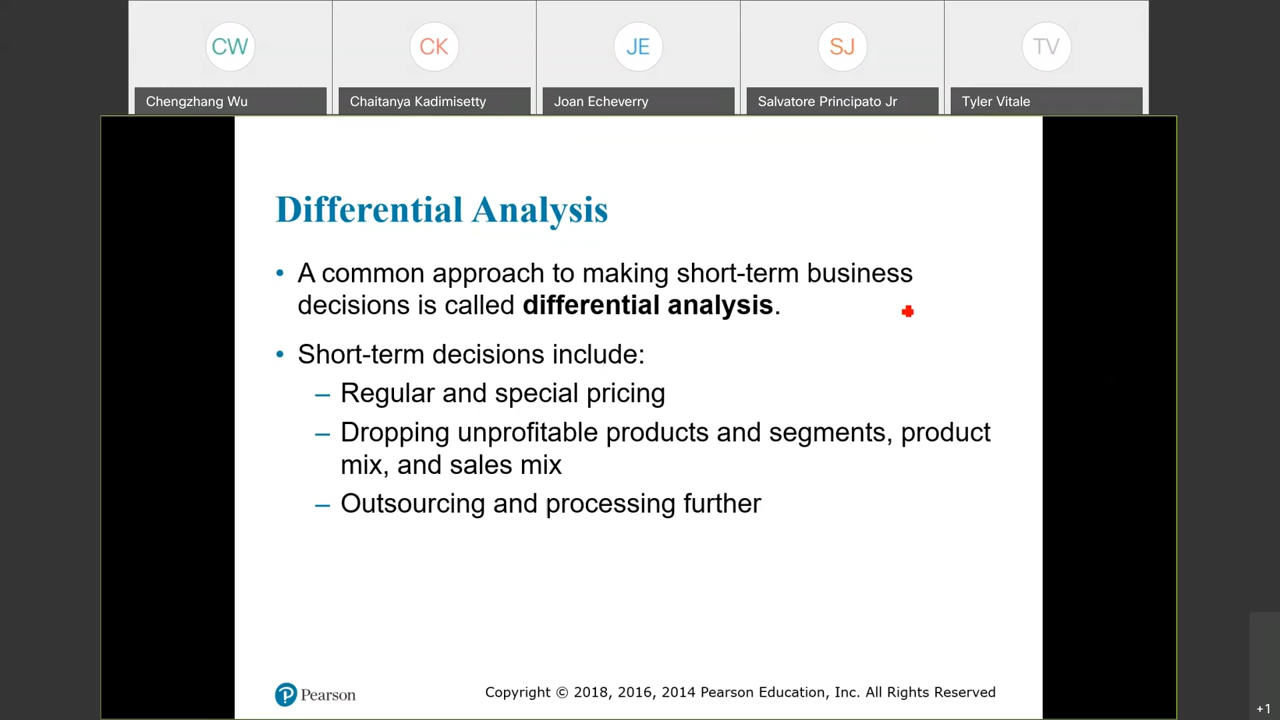 CW
CK
JE
SJ
TV
Chengzhang Wu
Chaitanya Kadimisetty
Joan Echeverry
Salvatore Principato Jr
Tyler Vitale
Differential Analysis
• A common approach to making short-term business
decisions is called differential analysis.
• Short-term decisions include:
– Regular and special pricing
– Dropping unprofitable products and segments, product
mix, and sales mix
– Outsourcing and processing further
P Pearson
Copyright © 2018, 2016, 2014 Pearson Education, Inc. All Rights Reserved
+1